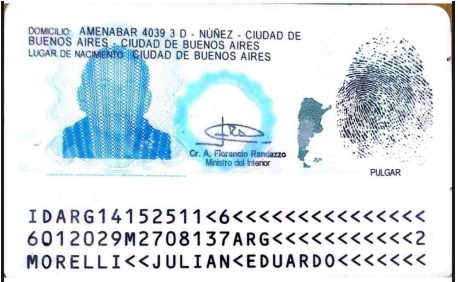 DOMICILIO: AMENABAR 4039 3 D - NÚÑEZ - CIUDAD DE
BUENOS AIRES - CIUDAD DE BUENOS AIRES
LUGAR DE NACIMIENTO: CIUDAD DE BUENOS AIRES
Cr. A. Florencio Randazzo
Ministro del Interior
PULGAR
IDARG14152511<6<<<<<<<<<<<<<<<
6012029M2708137ARG<<<<<<<<<<<2
MORELLI<<JULIAN<EDUARDO<<<<<<<